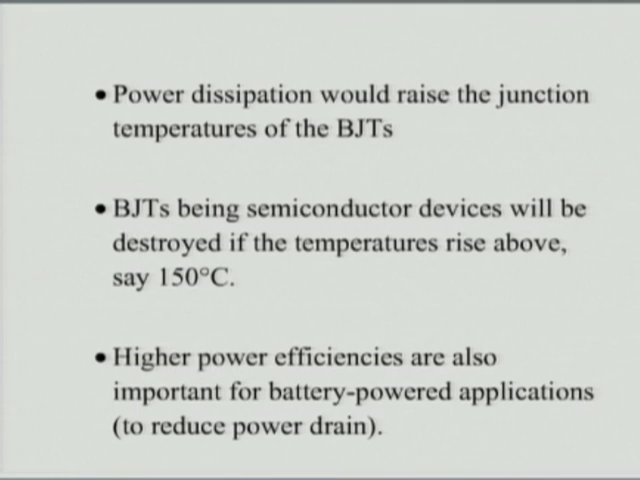 • Power dissipation would raise the junction
temperatures of the BJTs
• BJTs being semiconductor devices will be
destroyed if the temperatures rise above,
say 150°C.
• Higher power efficiencies are also
important for battery-powered applications
(to reduce power drain).